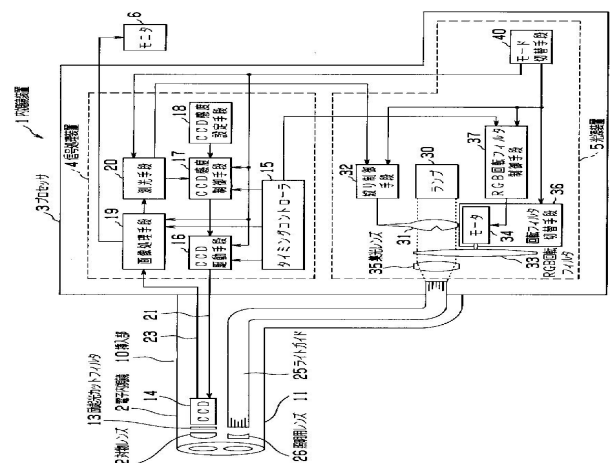 1 内視鏡装置
3 プロセッサ
4 信号処理装置
6
モニタ
19
画像処理手段
20
測光手段
18
CCD感度
設定手段
17
CCD感度
制御手段
16
CCD
駆動手段
15
タイミングコントローラ
5 光源装置
40
モード
切替手段
32
絞り制御
手段
30
ランプ
37
RGB回転フィルタ
制御手段
31
34
モータ
36
回転フィルタ
切替手段
35 集光レンズ
33 RGB回転
フィルタ
21
23
10 挿入部
2 電子内視鏡
13 励起光カットフィルタ
14
CCD
2 対物レンズ
25 ライトガイド
11
26 照明用レンズ